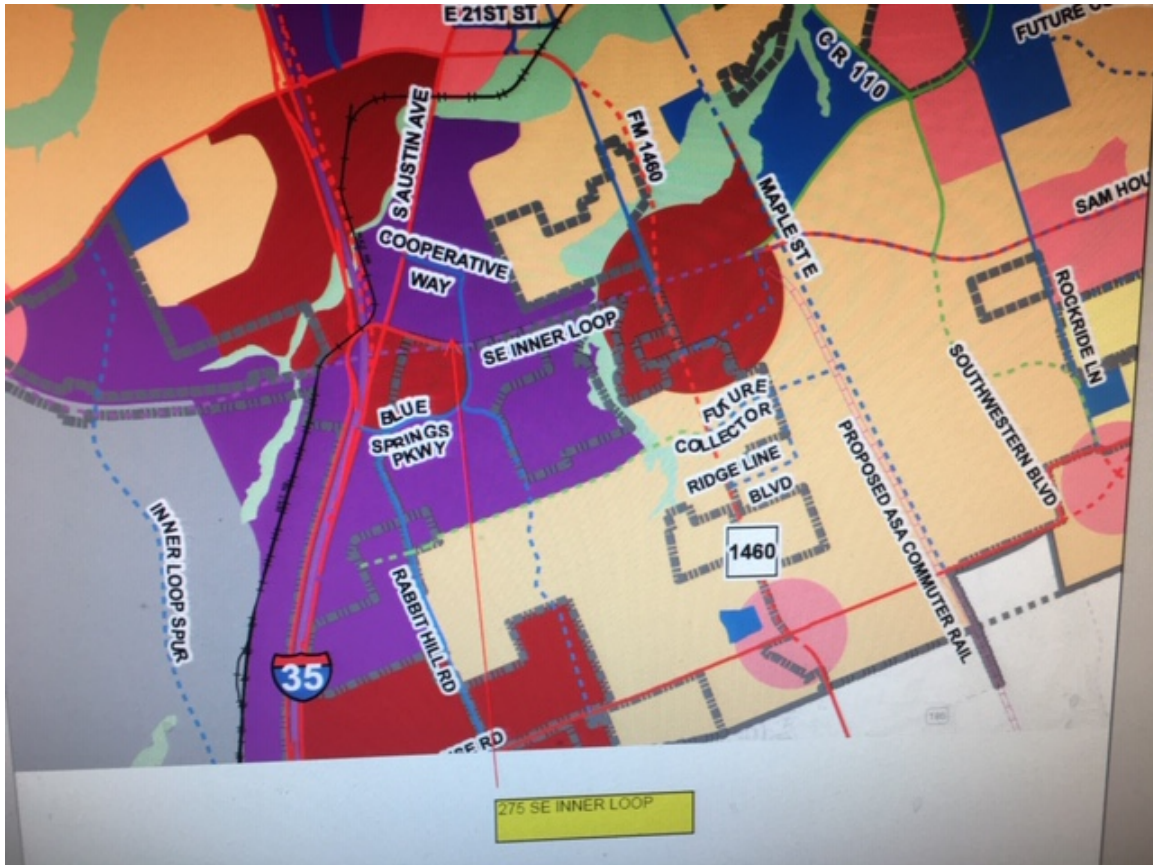 E 21ST ST
C R 110
S AUSTIN AVE
FM 1460
MAPLE ST E
SAM HOU
COOPERATIVE
WAY
SE INNER LOOP
ROCKRIDE LN
BLUE
SPRINGS
PKWY
FUTURE
COLLECTOR
SOUTHWESTERN BLVD
RIDGE LINE
BLVD
1460
PROPOSED ASA COMMUTER RAIL
INNER LOOP SPUR
RABBIT HILL RD
35
RD
275 SE INNER LOOP